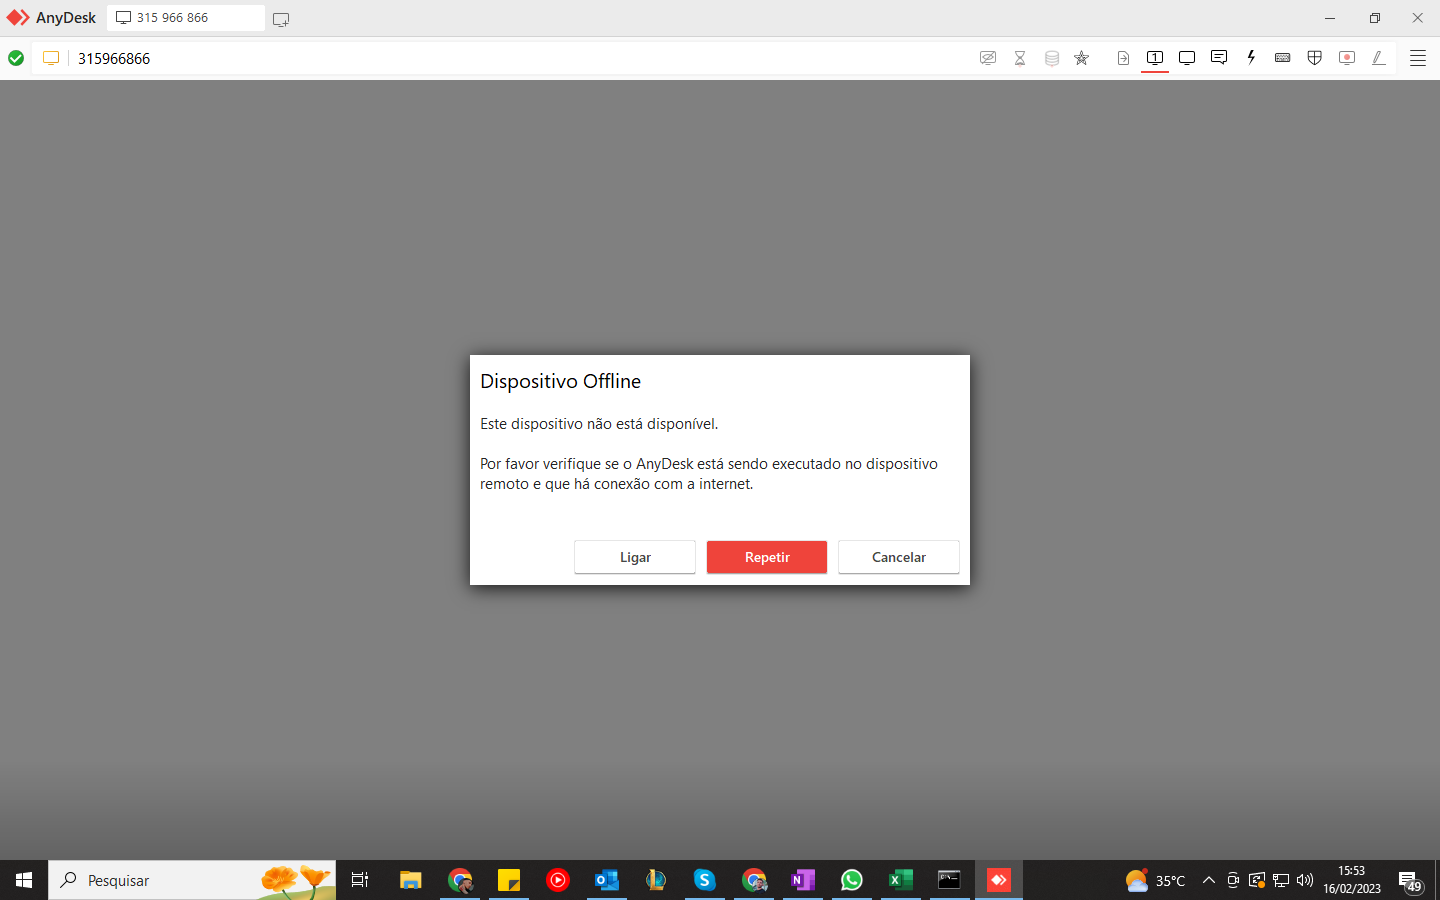 AnyDesk
315 966 866
315966866
1
Dispositivo Offline
Este dispositivo não está disponível.
Por favor verifique se o AnyDesk está sendo executado no dispositivo
remoto e que há conexão com a internet.
Ligar
Repetir
Cancelar
Pesquisar
35°C
15:53
16/02/2023
49